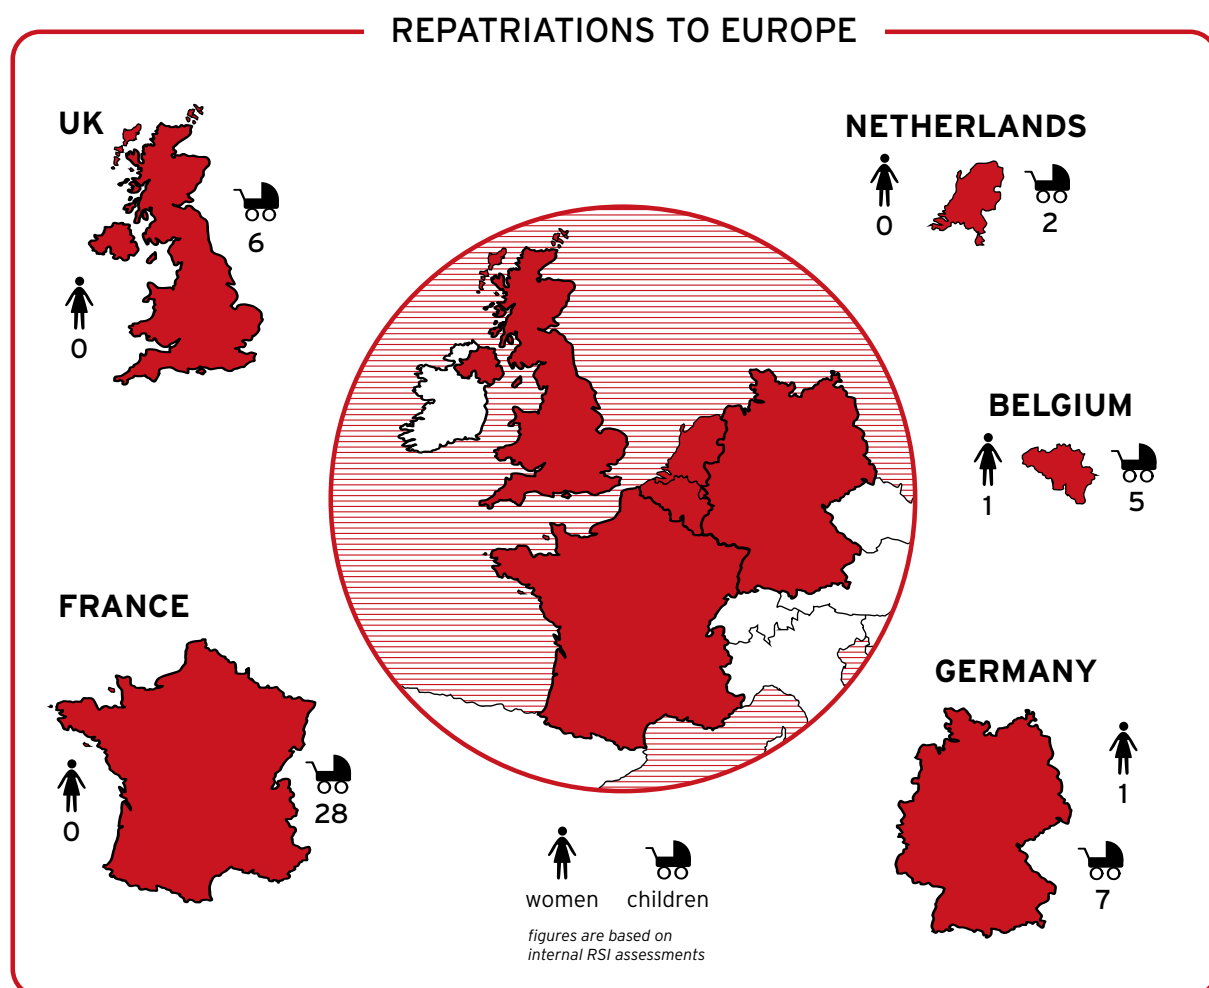 REPATRIATIONS TO EUROPE
UK
6
0
NETHERLANDS
0
2
BELGIUM
1
5
FRANCE
0
28
GERMANY
1
7
women children
figures are based on
internal RSI assessments